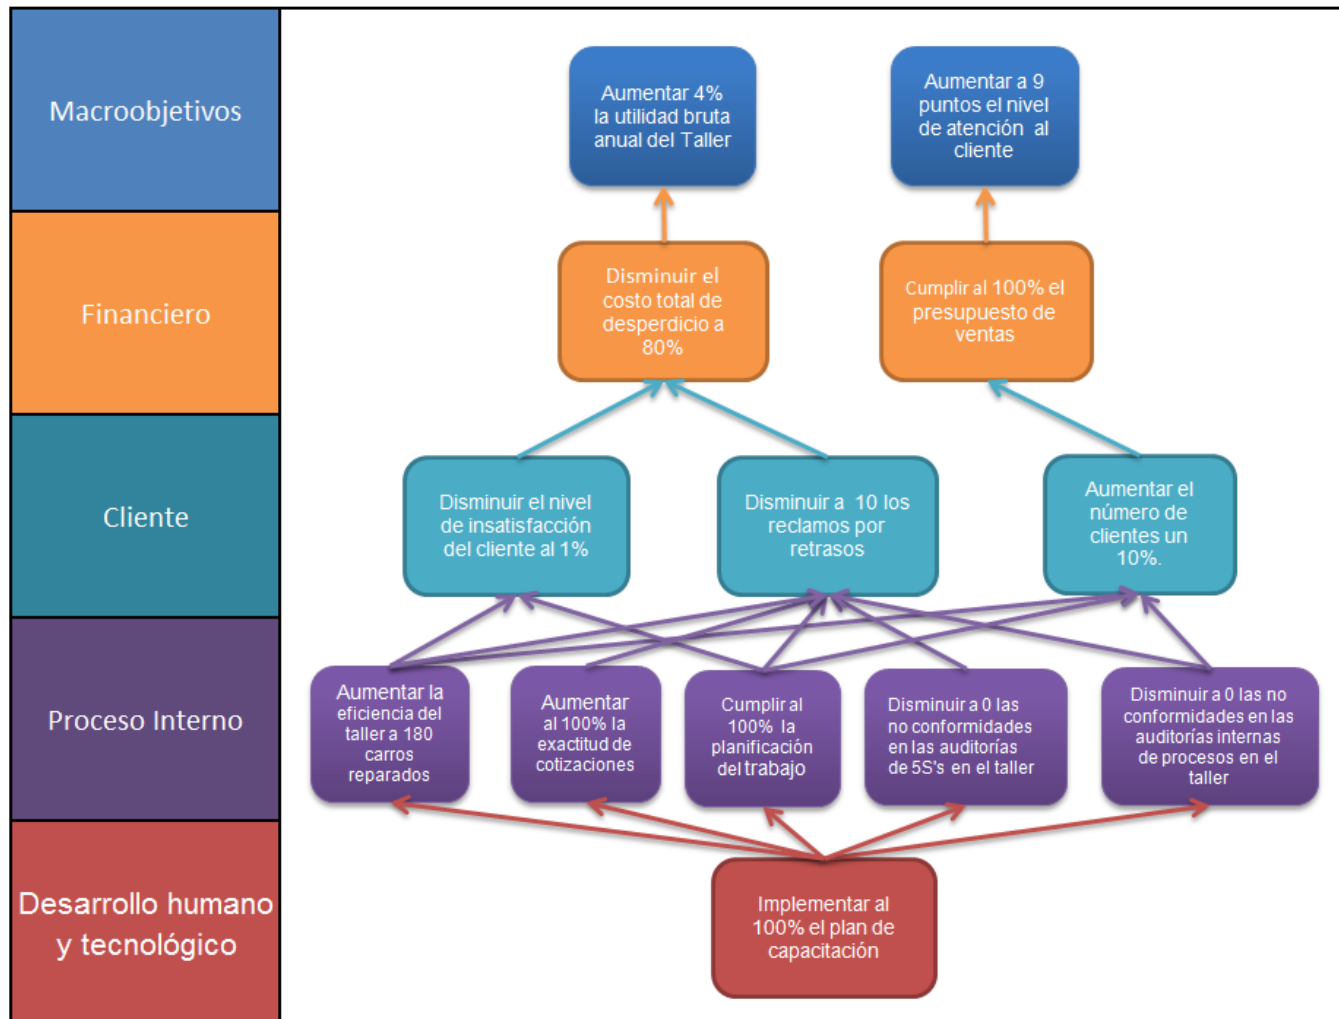 Macroobjetivos
Aumentar 4%
la utilidad bruta
anual del Taller
Aumentar a 9
puntos el nivel
de atención al
cliente
Financiero
Disminuir el
costo total de
desperdicio a
80%
Cumplir al 100% el
presupuesto de
ventas
Cliente
Disminuir el nivel
de insatisfacción
del cliente al 1%
Disminuir a 10 los
reclamos por
retrasos
Aumentar el
número de
clientes un
10%.
Proceso Interno
Aumentar la
eficiencia del
taller a 180
carros
reparados
Aumentar
al 100% la
exactitud de
cotizaciones
Cumplir al
100% la
planificación
del trabajo
Disminuir a 0 las
no conformidades
en las auditorías
de 5S's en el taller
Disminuir a 0 las no
conformidades en las
auditorías internas
de procesos en el
taller
Desarrollo humano
y tecnológico
Implementar al
100% el plan de
capacitación